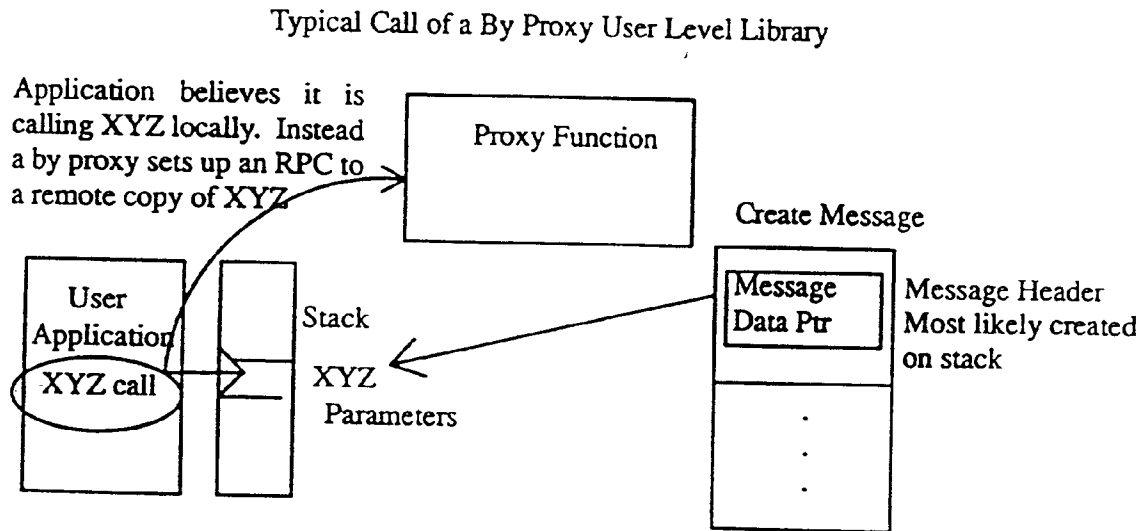 Typical Call of a By Proxy User Level Library
Application believes it is
calling XYZ locally. Instead
a by proxy sets up an RPC to
a remote copy of XYZ
Proxy Function
Create Message
User
Application
XYZ call
Stack
XYZ
Parameters
Message
Data Ptr
Message Header
Most likely created
on stack